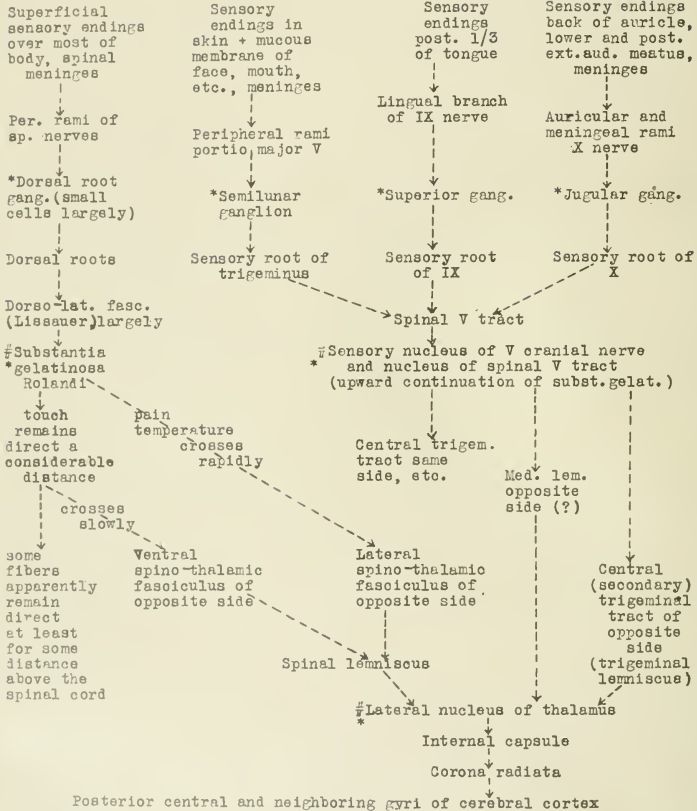 Superficial
sensory endings
over most of
body, spinal
meninges
Per. rami of
sp. nerves
*Dorsal root
gang.(small
cells largely)
Dorsal roots
Dorso-lat. fasc.
(Lissauer)largely
#Substantia
*gelatinosa
Rolandi
touch
remains
direct a
considerable
distance
pain
temperature
crosses
rapidly
crosses
slowly
some
fibers
apparently
remain
direct
at least
for some
distance
above the
spinal cord
Ventral
spino-thalamic
fasciculus of
opposite side
Lateral
spino-thalamic
fasciculus of
opposite side
Spinal lemniscus
Sensory
endings in
skin + mucous
membrane of
face, mouth,
etc., meninges
Peripheral rami
portio major V
*Semilunar
ganglion
Sensory root of
trigeminus
Sensory
endings
post. 1/3
of tongue
Lingual branch
of IX nerve
*Superior gang.
Sensory root
of IX
Sensory endings
back of auricle,
lower and post.
ext.aud. meatus,
meninges
Auricular and
meningeal rami
X nerve
*Jugular gang.
Sensory root of
X
Spinal V tract
#Sensory nucleus of V cranial nerve
* and nucleus of spinal V tract
(upward continuation of subst.gelat.)
Central trigem.
tract same
side, etc.
Med. lem.
opposite
side (?)
Central
(secondary)
trigeminal
tract of
opposite
side
(trigeminal
lemniscus)
#Lateral nucleus of thalamus
*
Internal capsule
Corona radiata
Posterior central and neighboring gyri of cerebral cortex